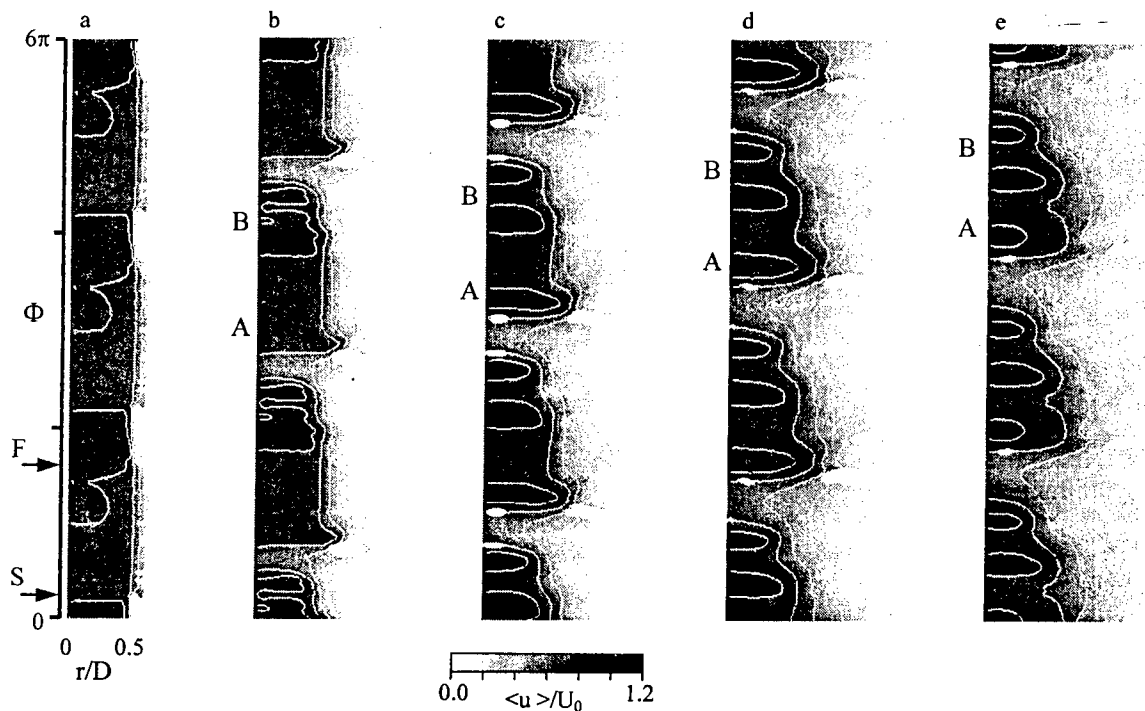 a b c d e
6π
B B B B
A A A A
Φ
F
S
0
0 0.5
r/D
0.0 1.2
<u>/U₀